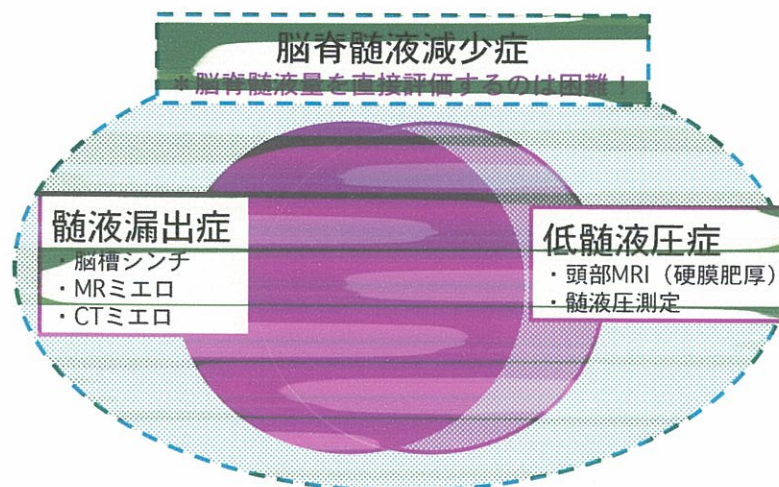 脳脊髄液減少症
＊脳脊髄液量を直接評価するのは困難！
髄液漏出症
・脳槽シンチ
・MRミエロ
・CTミエロ
低髄液圧症
・頭部MRI（硬膜肥厚）
・髄液圧測定